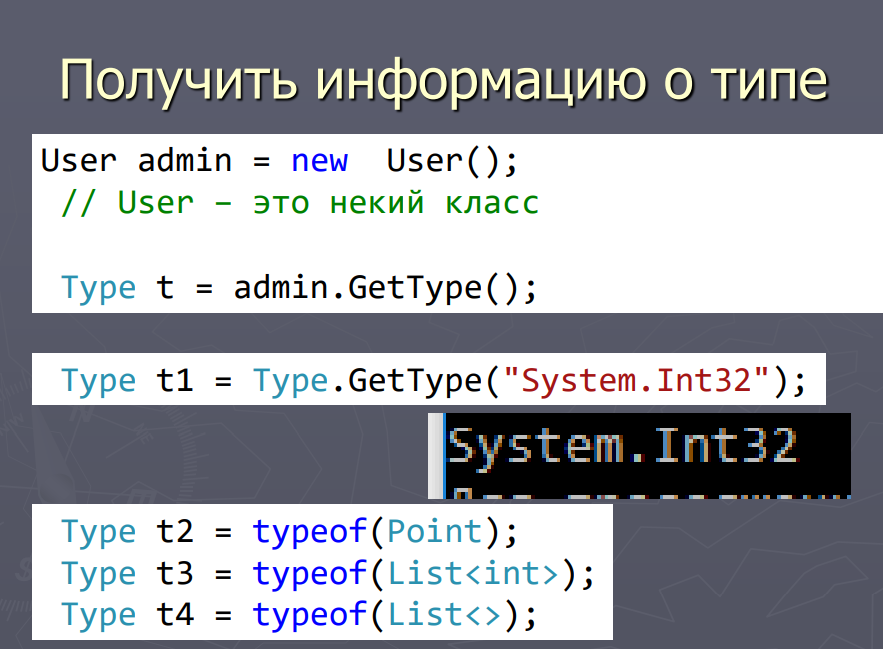 Получить информацию о типе
User admin = new  User();
// User – это некий класс
Type t = admin.GetType();
Type t1 = Type.GetType("System.Int32");
System.Int32
Type t2 = typeof(Point);
Type t3 = typeof(List<int>);
Type t4 = typeof(List<>);